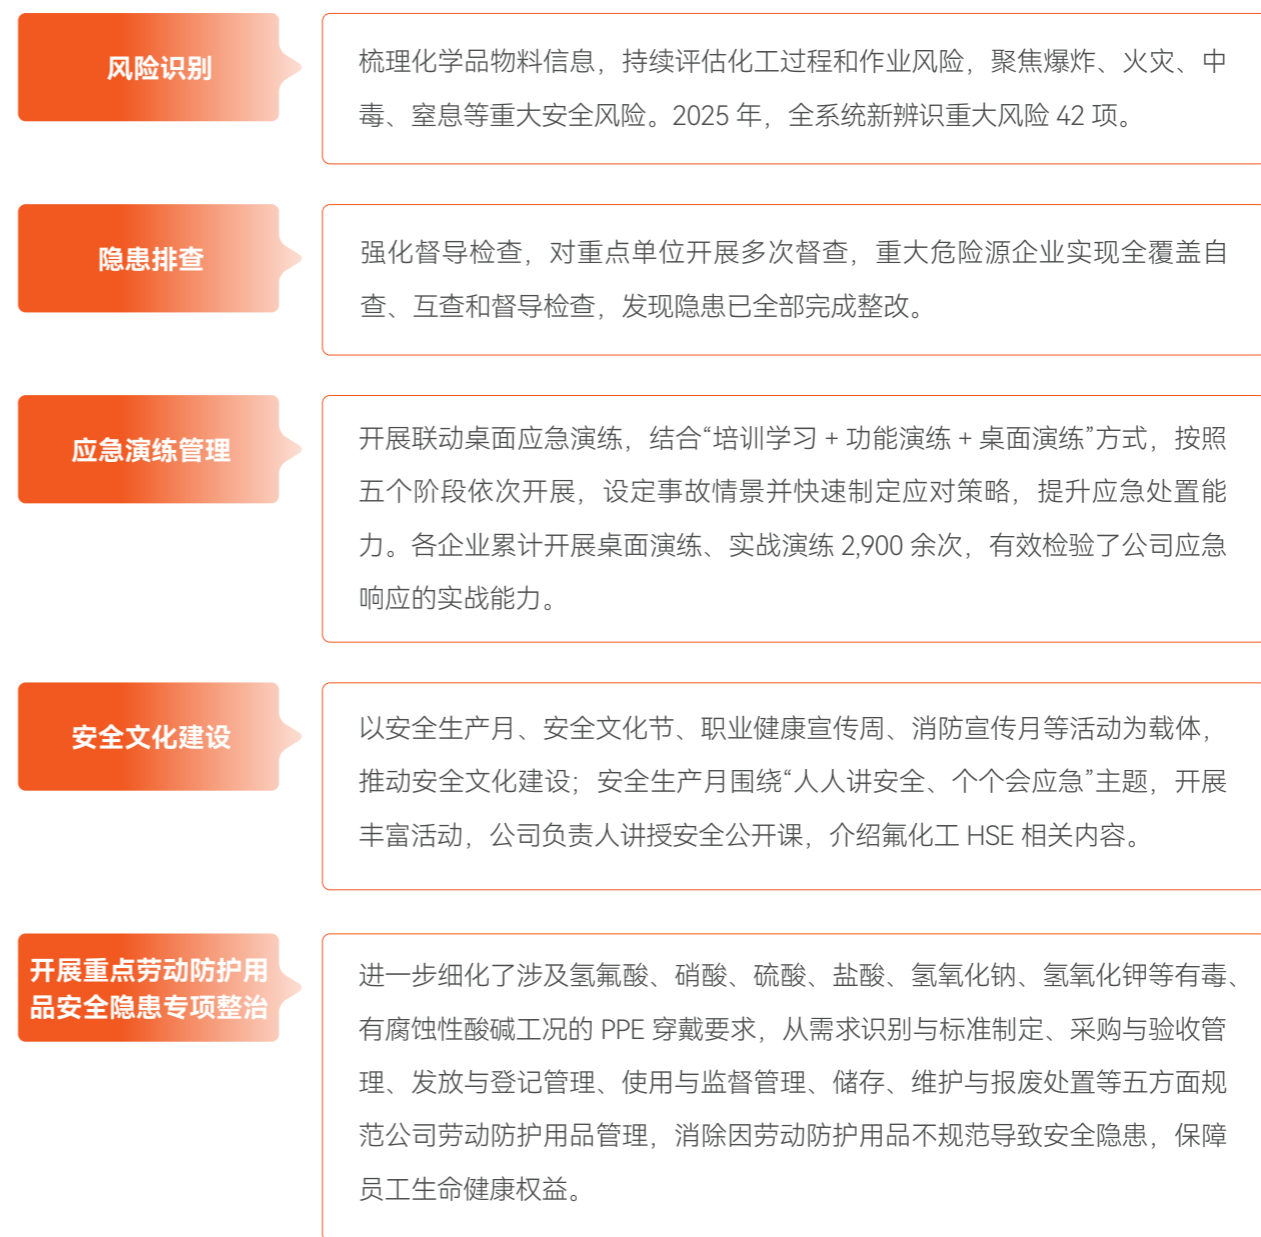 风险识别
梳理化学品物料信息，持续评估化工过程和作业风险，聚焦爆炸、火灾、中
毒、窒息等重大安全风险。2025 年，全系统新辨识重大风险 42 项。
隐患排查
强化督导检查，对重点单位开展多次督查，重大危险源企业实现全覆盖自
查、互查和督导检查，发现隐患已全部完成整改。
应急演练管理
开展联动桌面应急演练，结合“培训学习 + 功能演练 + 桌面演练”方式，按照
五个阶段依次开展，设定事故情景并快速制定应对策略，提升应急处置能
力。各企业累计开展桌面演练、实战演练 2,900 余次，有效检验了公司应急
响应的实战能力。
安全文化建设
以安全生产月、安全文化节、职业健康宣传周、消防宣传月等活动为载体，
推动安全文化建设；安全生产月围绕“人人讲安全、个个会应急”主题，开展
丰富活动，公司负责人讲授安全公开课，介绍氟化工 HSE 相关内容。
开展重点劳动防护用
品安全隐患专项整治
进一步细化了涉及氢氟酸、硝酸、硫酸、盐酸、氢氧化钠、氢氧化钾等有毒、
有腐蚀性酸碱工况的 PPE 穿戴要求，从需求识别与标准制定、采购与验收管
理、发放与登记管理、使用与监督管理、储存、维护与报废处置等五方面规
范公司劳动防护用品管理，消除因劳动防护用品不规范导致安全隐患，保障
员工生命健康权益。